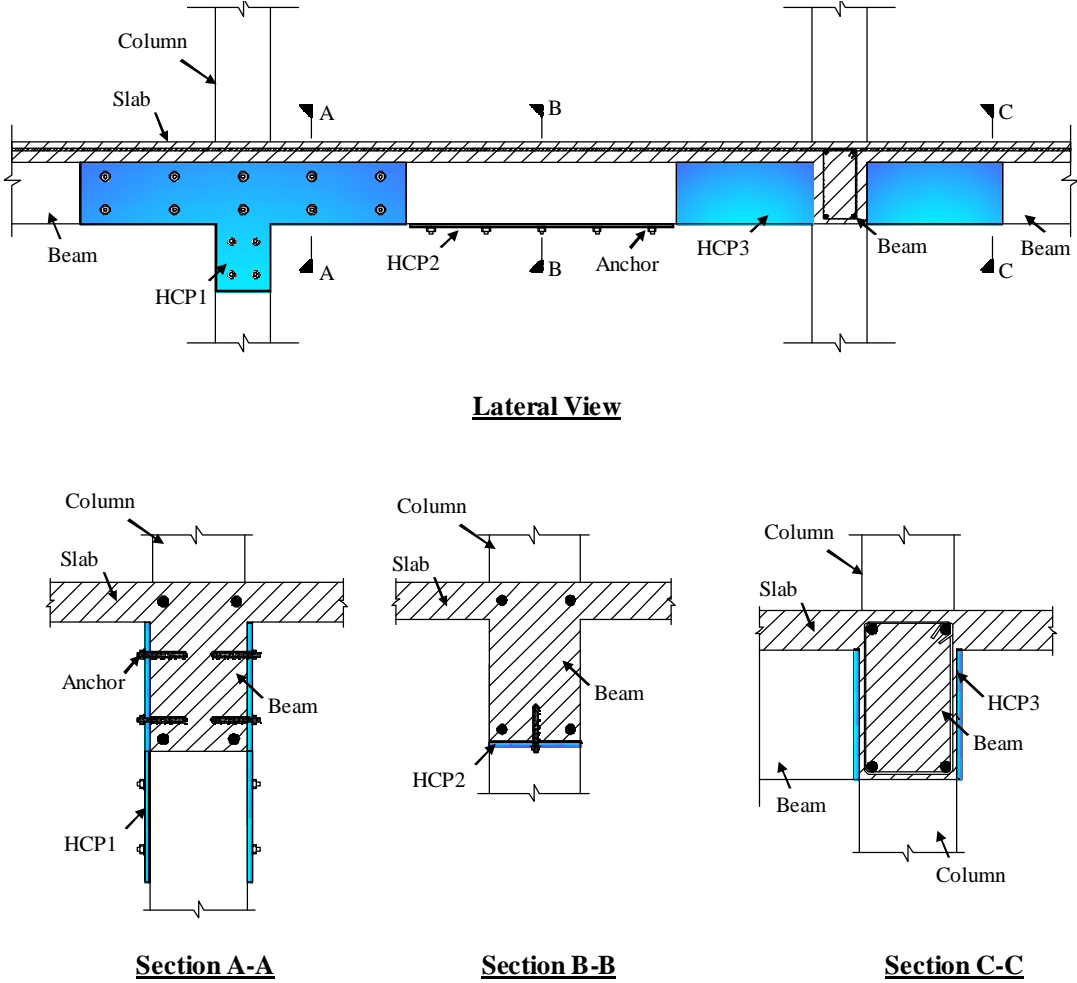 Column
Slab
A
B
C
Beam
HCP1
A
HCP2
B
Anchor
HCP3
Beam
C
Beam
Lateral View
Column
Slab
Anchor
Beam
HCP1
Section A-A
Column
Slab
Beam
HCP2
Section B-B
Column
Slab
HCP3
Beam
Beam
Column
Section C-C